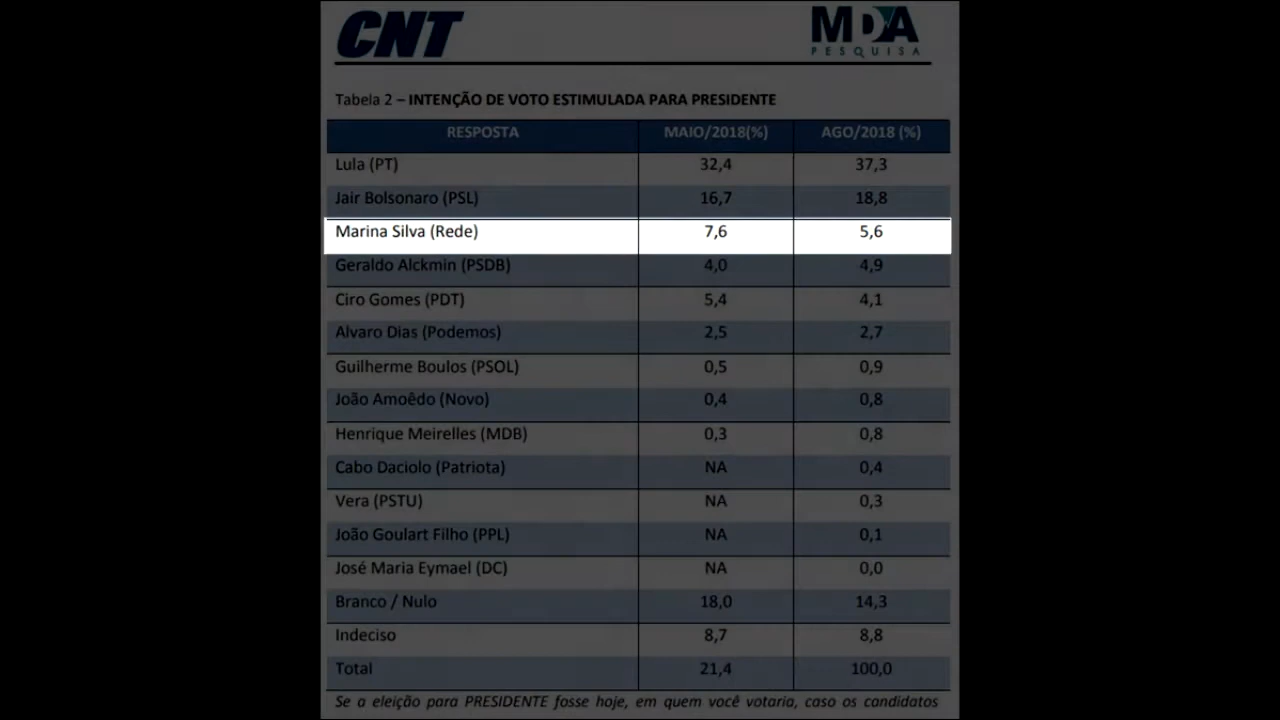 CNT
MDA
PESQUISA
Tabela 2 – INTENÇÃO DE VOTO ESTIMULADA PARA PRESIDENTE
RESPOSTA MAIO/2018(%) AGO/2018 (%)
Lula (PT) 32,4 37,3
Jair Bolsonaro (PSL) 16,7 18,8
Marina Silva (Rede) 7,6 5,6
Geraldo Alckmin (PSDB) 4,0 4,9
Ciro Gomes (PDT) 5,4 4,1
Alvaro Dias (Podemos) 2,5 2,7
Guilherme Boulos (PSOL) 0,5 0,9
João Amoêdo (Novo) 0,4 0,8
Henrique Meirelles (MDB) 0,3 0,8
Cabo Daciolo (Patriota) NA 0,4
Vera (PSTU) NA 0,3
João Goulart Filho (PPL) NA 0,1
José Maria Eymael (DC) NA 0,0
Branco / Nulo 18,0 14,3
Indeciso 8,7 8,8
Total 21,4 100,0
Se a eleição para PRESIDENTE fosse hoje, em quem você votaria, caso os candidatos